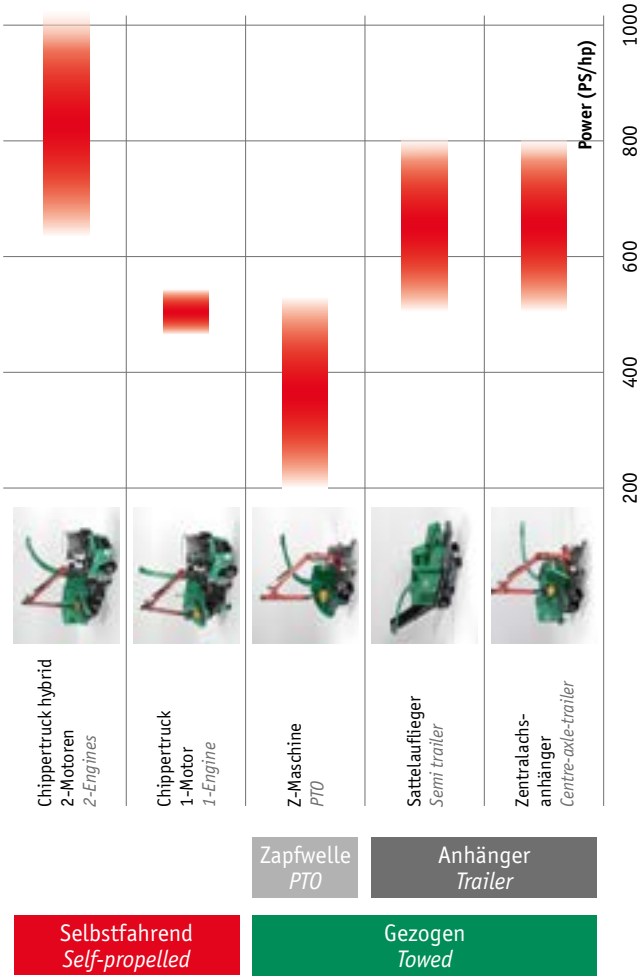 1000
800
600
400
200
Power (PS/hp)
Chippertruck hybrid
2-Motoren
2-Engines
Chippertruck
1-Motor
1-Engine
Z-Maschine
PTO
Sattelauflieger
Semi trailer
Zentralachs-
anhänger
Centre-axle-trailer
Zapfwelle
PTO
Anhänger
Trailer
Selbstfahrend
Self-propelled
Gezogen
Towed